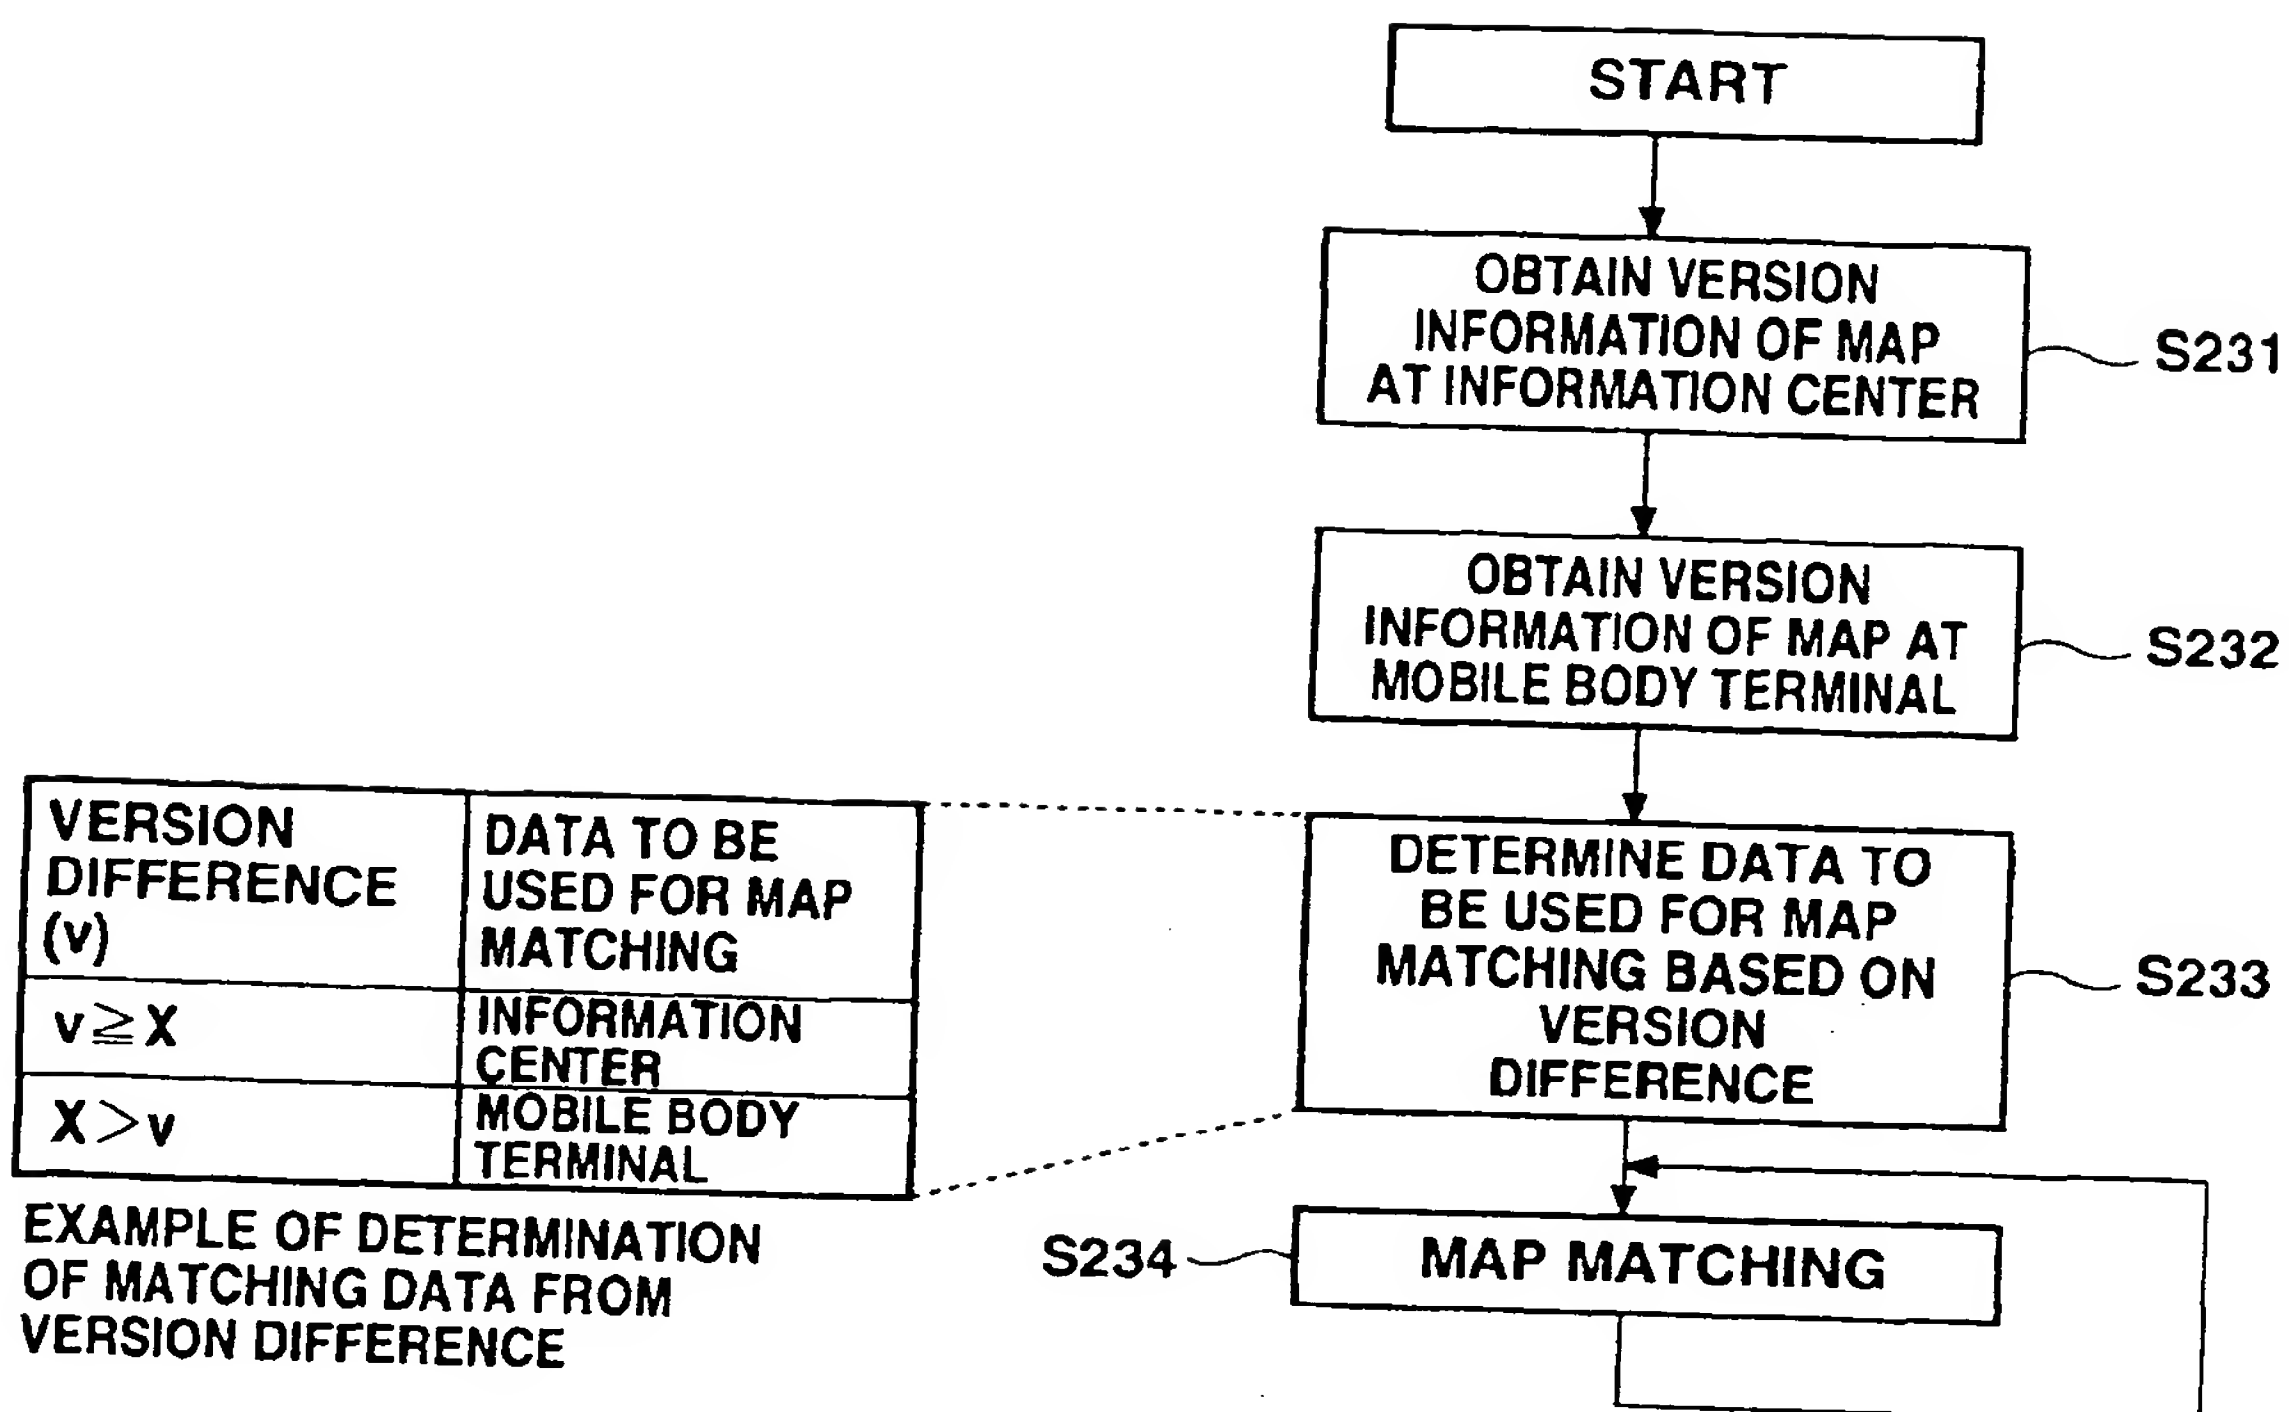 START
OBTAIN VERSION
INFORMATION OF MAP
AT INFORMATION CENTER
S231
OBTAIN VERSION
INFORMATION OF MAP AT
MOBILE BODY TERMINAL
S232
VERSION
DIFFERENCE
(v)
DATA TO BE
USED FOR MAP
MATCHING
v≧X
INFORMATION
CENTER
X>v
MOBILE BODY
TERMINAL
EXAMPLE OF DETERMINATION
OF MATCHING DATA FROM
VERSION DIFFERENCE
DETERMINE DATA TO
BE USED FOR MAP
MATCHING BASED ON
VERSION
DIFFERENCE
S233
S234
MAP MATCHING